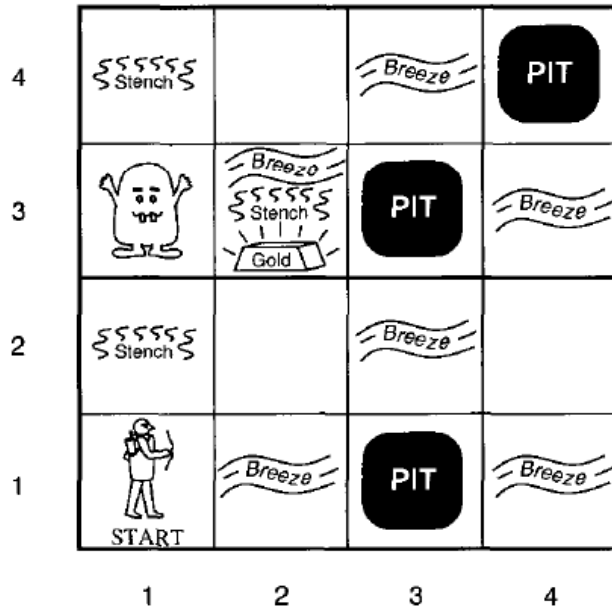 4
Stench
Breeze
PIT
3
Breeze
Stench
Gold
PIT
Breeze
2
Stench
Breeze
1
START
Breeze
PIT
Breeze
1 2 3 4